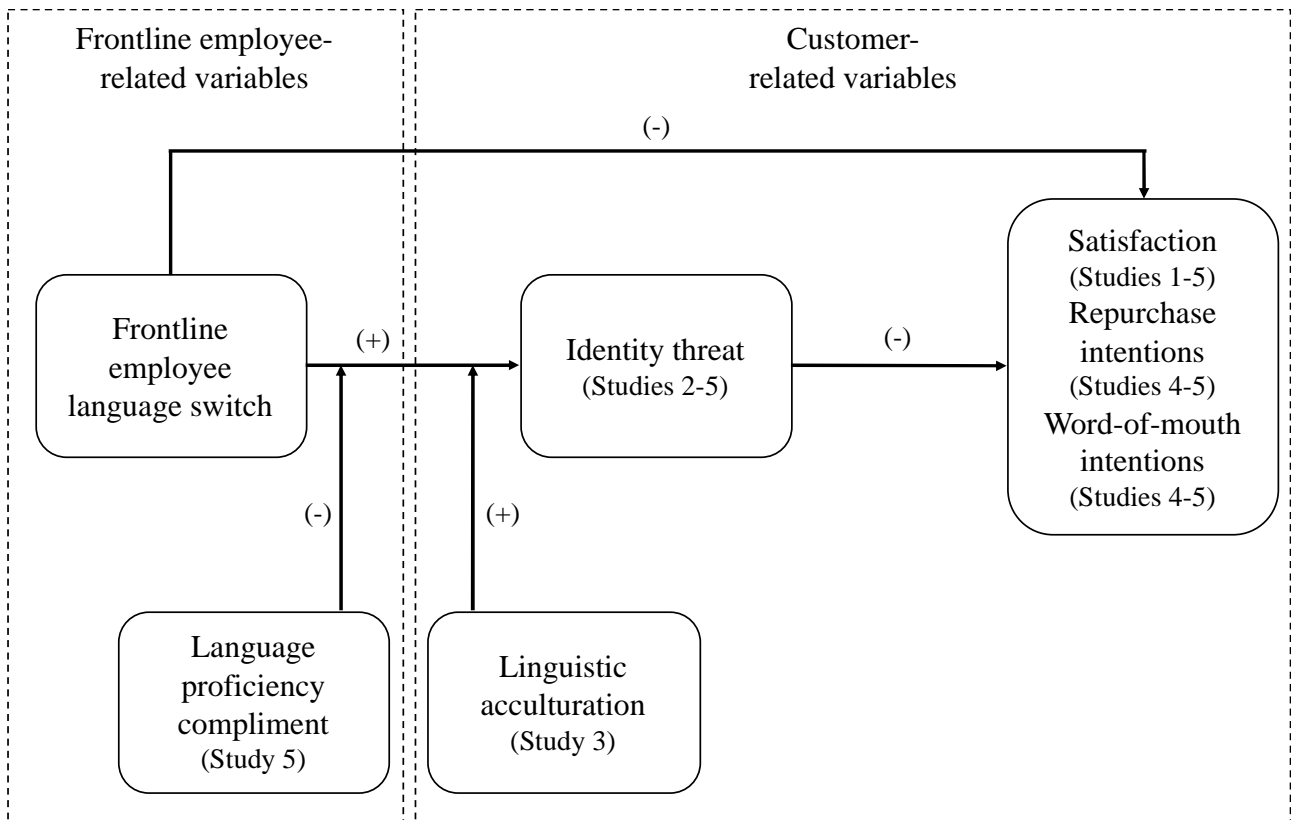 Frontline employee-
related variables
Customer-
related variables
(-)
Frontline
employee
language switch
(+)
Identity threat
(Studies 2-5)
(-)
Satisfaction
(Studies 1-5)
Repurchase
intentions
(Studies 4-5)
Word-of-mouth
intentions
(Studies 4-5)
(-)
(+)
Language
proficiency
compliment
(Study 5)
Linguistic
acculturation
(Study 3)